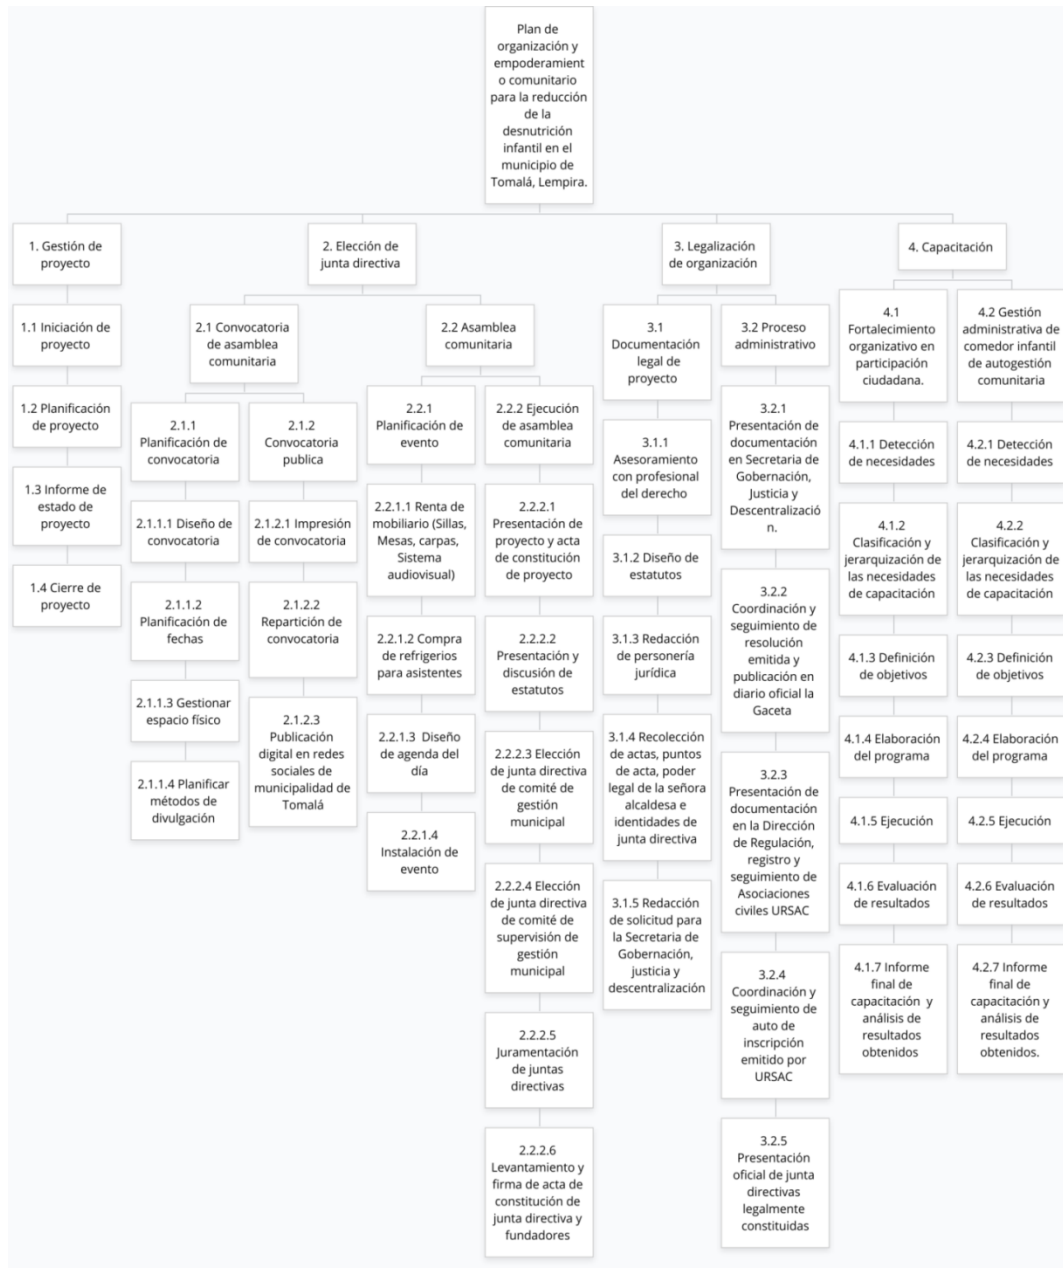 Plan de
organización y
empoderamient
o comunitario
para la reducción
de la
desnutrición
infantil en el
municipio de
Tomalá, Lempira.
1. Gestión de
proyecto
1.1 Iniciación de
proyecto
1.2 Planificación
de proyecto
1.3 Informe de
estado de
proyecto
1.4 Cierre de
proyecto
2. Elección de
junta directiva
2.1 Convocatoria
de asamblea
comunitaria
2.1.1
Planificación de
convocatoria
2.1.1.1 Diseño de
convocatoria
2.1.1.2
Planificación de
fechas
2.1.1.3 Gestionar
espacio físico
2.1.1.4 Planificar
métodos de
divulgación
2.1.2
Convocatoria
publica
2.1.2.1 Impresión
de convocatoria
2.1.2.2
Repartición de
convocatoria
2.1.2.3
Publicación
digital en redes
sociales de
municipalidad de
Tomalá
2.2 Asamblea
comunitaria
2.2.1
Planificación de
evento
2.2.1.1 Renta de
mobiliario (Sillas,
Mesas, carpas,
Sistema
audiovisual)
2.2.1.2 Compra
de refrigerios
para asistentes
2.2.1.3 Diseño
de agenda del
día
2.2.1.4
Instalación de
evento
2.2.2 Ejecución
de asamblea
comunitaria
2.2.2.1
Presentación de
proyecto y acta
de constitución
de proyecto
2.2.2.2
Presentación y
discusión de
estatutos
2.2.2.3 Elección
de junta directiva
de comité de
gestión
municipal
2.2.2.4 Elección
de junta directiva
de comité de
supervisión de
gestión
municipal
2.2.2.5
Juramentación
de juntas
directivas
2.2.2.6
Levantamiento y
firma de acta de
constitución de
junta directiva y
fundadores
3. Legalización
de organización
3.1
Documentación
legal de
proyecto
3.1.1
Asesoramiento
con profesional
del derecho
3.1.2 Diseño de
estatutos
3.1.3 Redacción
de personería
jurídica
3.1.4 Recolección
de actas, puntos
de acta, poder
legal de la señora
alcaldesa e
identidades de
junta directiva
3.1.5 Redacción
de solicitud para
la Secretaria de
Gobernación,
justicia y
descentralización
3.2 Proceso
administrativo
3.2.1
Presentación de
documentación
en Secretaria de
Gobernación,
Justicia y
Descentralizació
n.
3.2.2
Coordinación y
seguimiento de
resolución
emitida y
publicación en
diario oficial la
Gaceta
3.2.3
Presentación de
documentación
en la Dirección
de Regulación,
registro y
seguimiento de
Asociaciones
civiles URSAC
3.2.4
Coordinación y
seguimiento de
auto de
inscripción
emitido por
URSAC
3.2.5
Presentación
oficial de junta
directivas
legalmente
constituidas
4. Capacitación
4.1
Fortalecimiento
organizativo en
participación
ciudadana.
4.1.1 Detección
de necesidades
4.1.2
Clasificación y
jerarquización de
las necesidades
de capacitación
4.1.3 Definición
de objetivos
4.1.4 Elaboración
del programa
4.1.5 Ejecución
4.1.6 Evaluación
de resultados
4.1.7 Informe
final de
capacitación y
análisis de
resultados
obtenidos
4.2 Gestión
administrativa de
comedor infantil
de autogestión
comunitaria
4.2.1 Detección
de necesidades
4.2.2
Clasificación y
jerarquización de
las necesidades
de capacitación
4.2.3 Definición
de objetivos
4.2.4 Elaboración
del programa
4.2.5 Ejecución
4.2.6 Evaluación
de resultados
4.2.7 Informe
final de
capacitación y
análisis de
resultados
obtenidos.